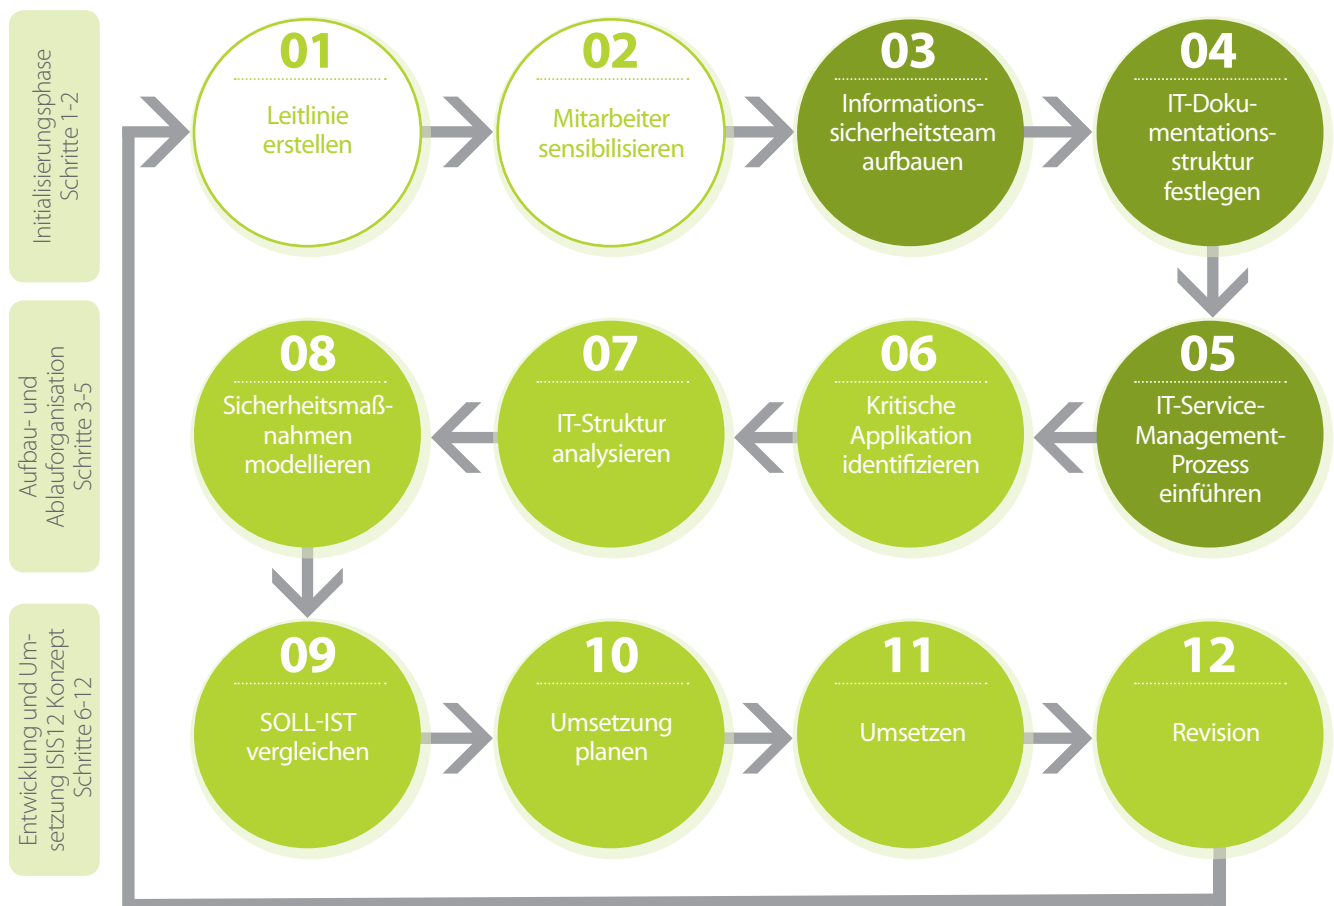 Initialisierungsphase
Schritte 1-2
01
Leitlinie
erstellen
02
Mitarbeiter
sensibilisieren
03
Informations-
sicherheitsteam
aufbauen
04
IT-Doku-
mentations-
struktur
festlegen
Aufbau- und
Ablauforganisation
Schritte 3-5
08
Sicherheitsmaß-
nahmen
modellieren
07
IT-Struktur
analysieren
06
Kritische
Applikation
identifizieren
05
IT-Service-
Management-
Prozess
einführen
Entwicklung und Um-
setzung ISIS12 Konzept
Schritte 6-12
09
SOLL-IST
vergleichen
10
Umsetzung
planen
11
Umsetzen
12
Revision